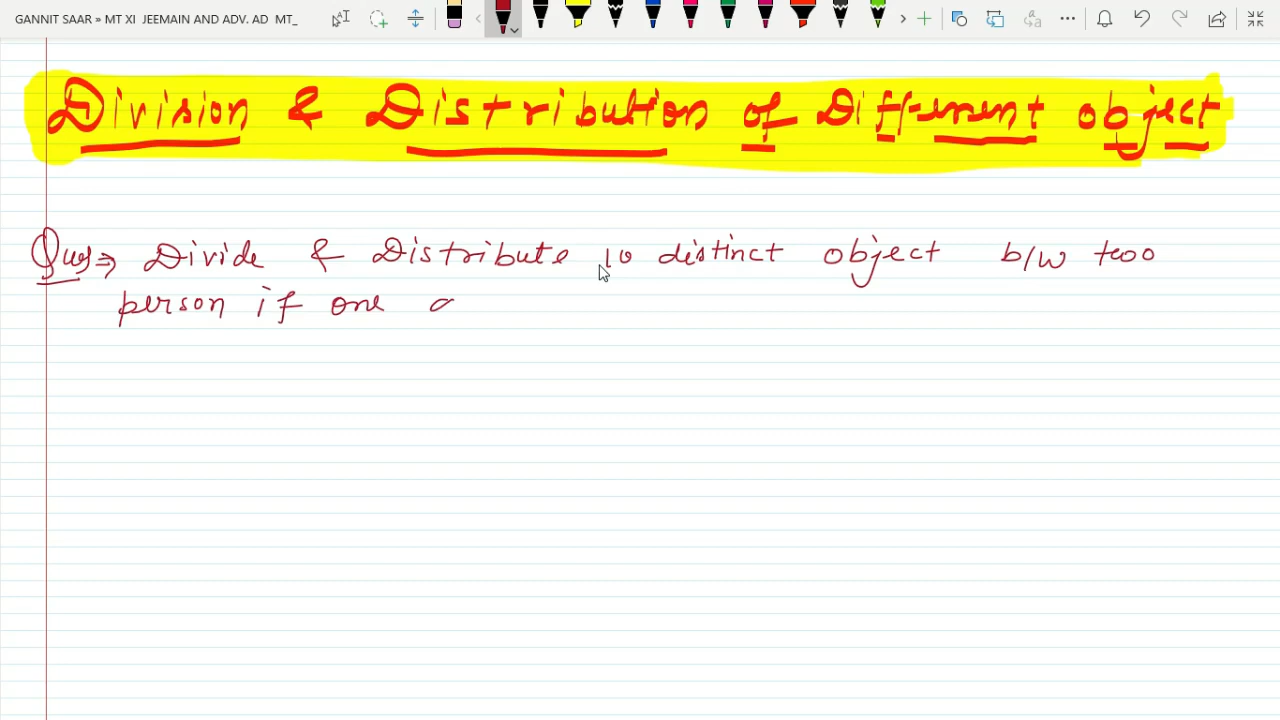 GANNIT SAAR » MT XI JEEMAIN AND ADV. AD MT_
Division & Distribution of Different object
Ques⇒ Divide & Distribute 10 distinct object b/w two
person if one